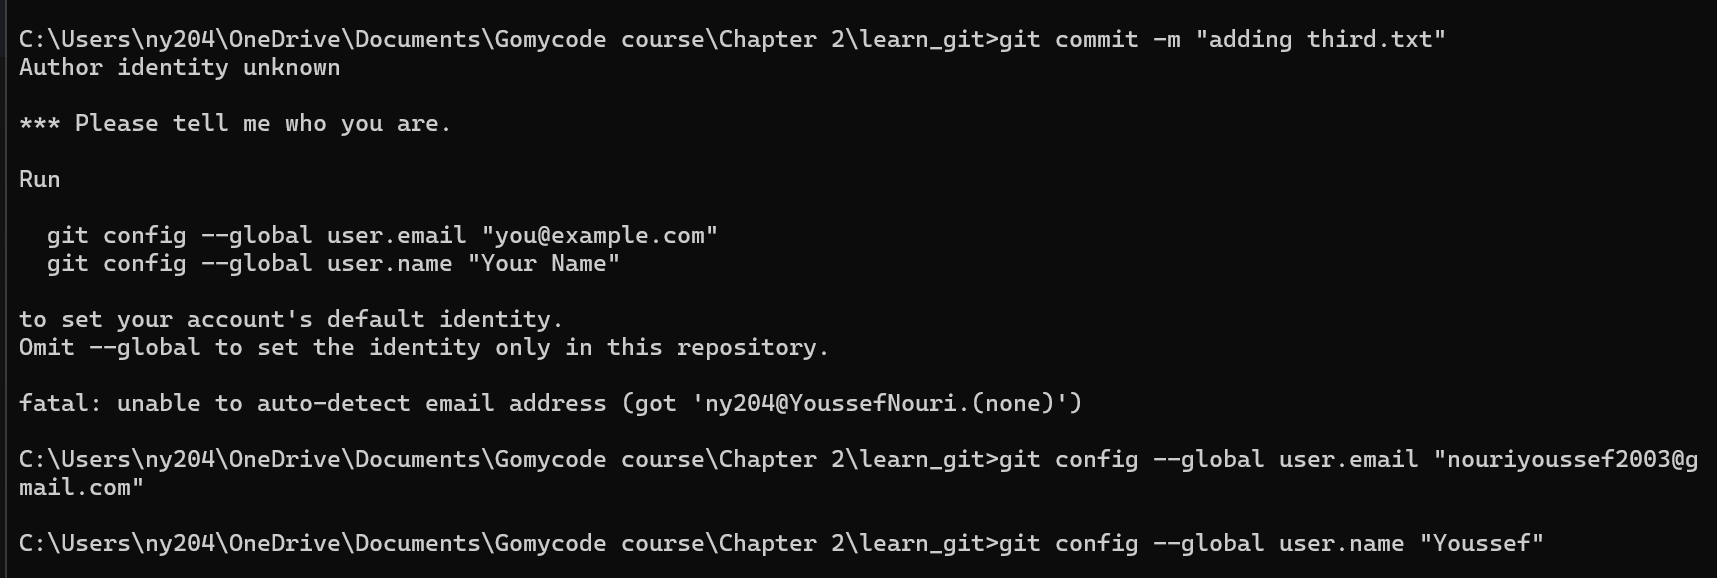 C:\Users\ny204\OneDrive\Documents\Gomycode course\Chapter 2\learn_git>git commit -m "adding third.txt"
Author identity unknown
*** Please tell me who you are.
Run
  git config --global user.email "you@example.com"
  git config --global user.name "Your Name"
to set your account's default identity.
Omit --global to set the identity only in this repository.
fatal: unable to auto-detect email address (got 'ny204@YoussefNouri.(none)')
C:\Users\ny204\OneDrive\Documents\Gomycode course\Chapter 2\learn_git>git config --global user.email "nouriyoussef2003@g
mail.com"
C:\Users\ny204\OneDrive\Documents\Gomycode course\Chapter 2\learn_git>git config --global user.name "Youssef"